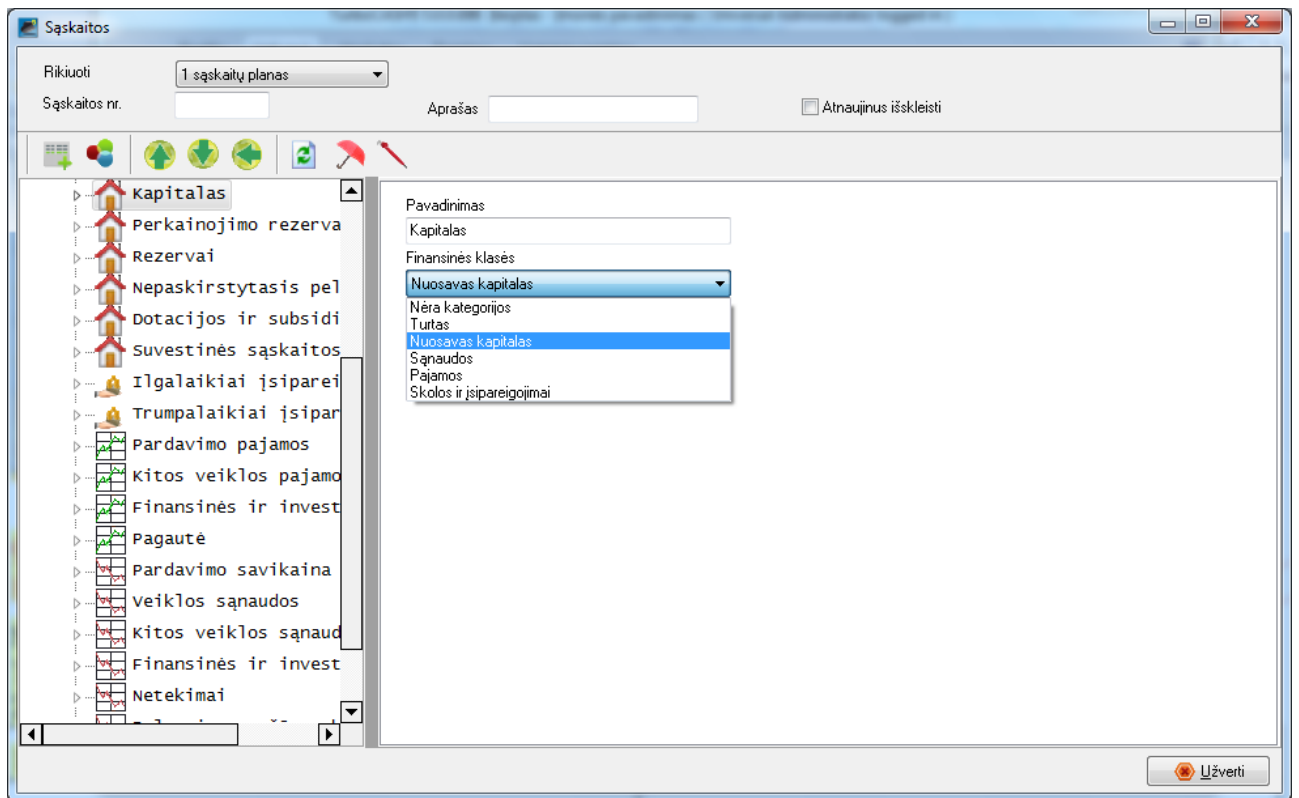 Sąskaitos
Rikiuoti 1 sąskaitų planas
Sąskaitos nr. Aprašas Atnaujinus išskleisti
Kapitalas
Perkainojimo rezerva
Rezervai
Nepaskirstytasis pel
Dotacijos ir subsidi
Suvestinės sąskaitos
Ilgalaikiai įsiparei
Trumpalaikiai įsipar
Pardavimo pajamos
Kitos veiklos pajamo
Finansinės ir invest
Pagautė
Pardavimo savikaina
Veiklos sąnaudos
Kitos veiklos sąnaud
Finansinės ir invest
Netekimai
Pavadinimas
Kapitalas
Finansinės klasės
Nuosavas kapitalas
Nėra kategorijos
Turtas
Nuosavas kapitalas
Sąnaudos
Pajamos
Skolos ir įsipareigojimai
Užverti